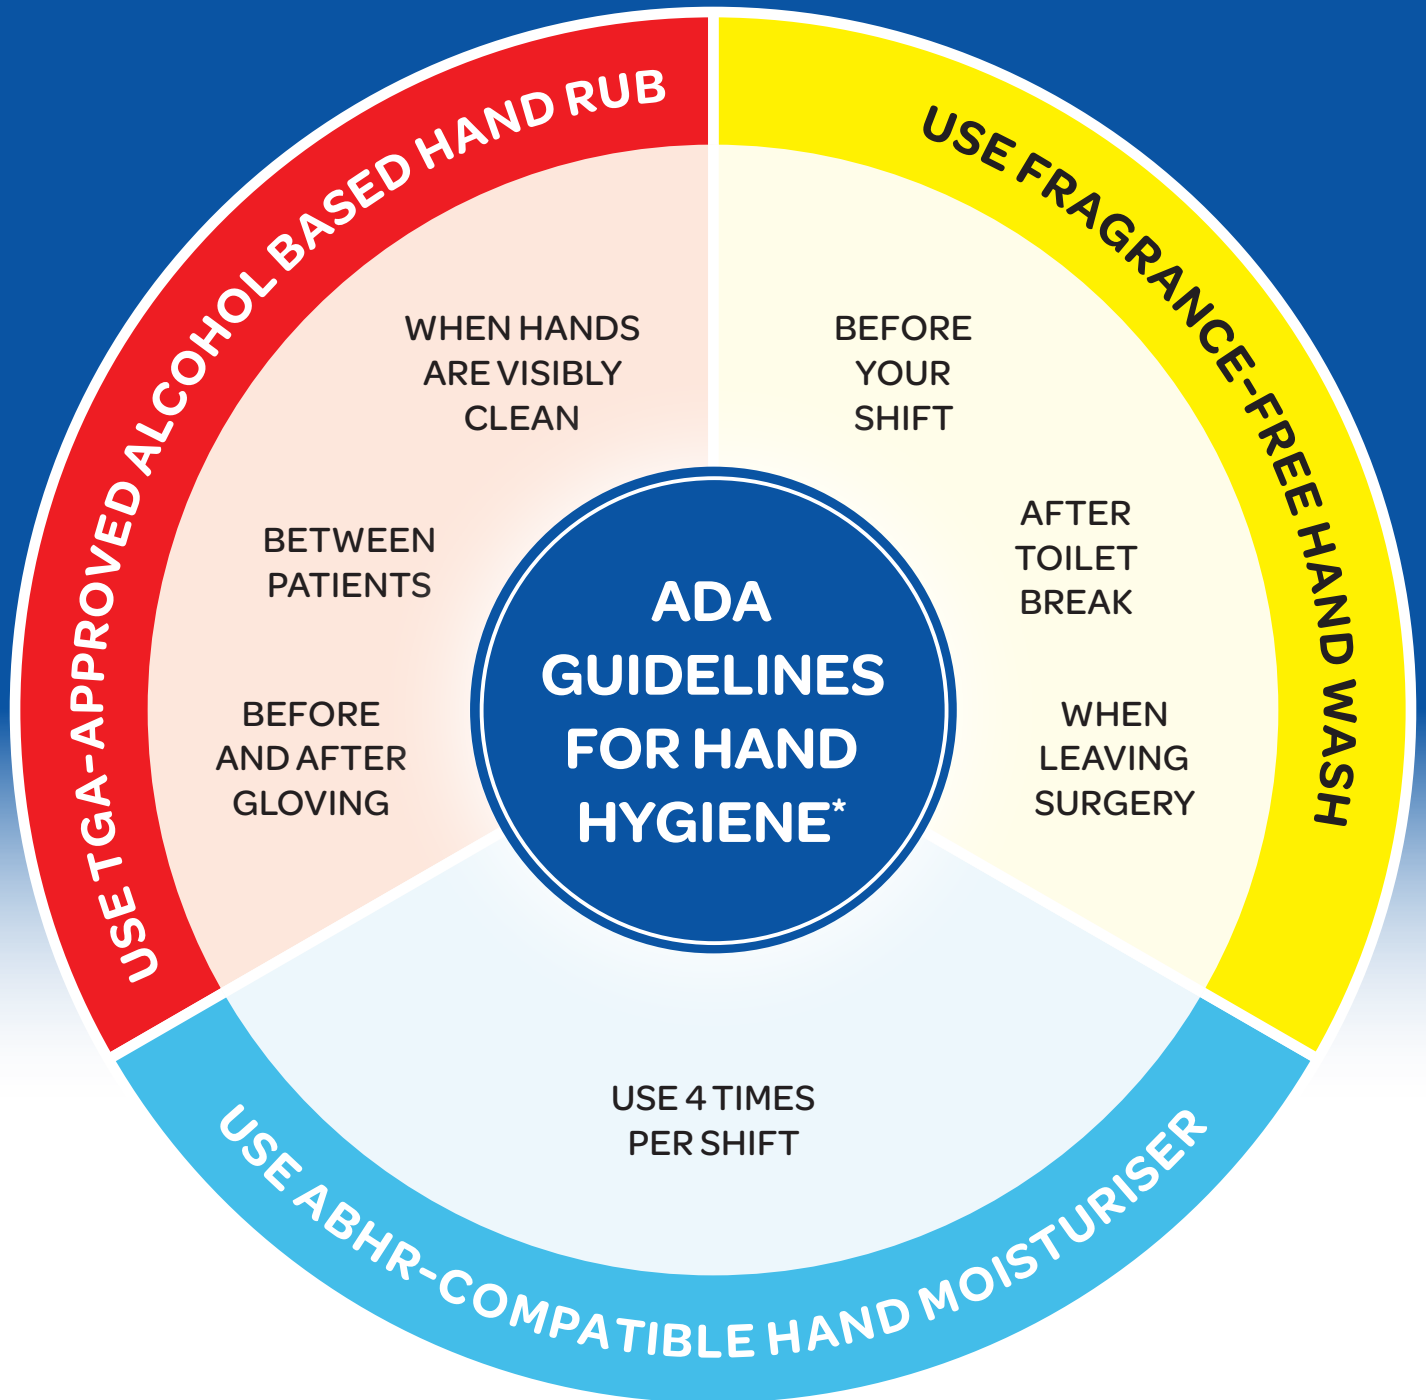 USE TGA-APPROVED ALCOHOL BASED HAND RUB
WHEN HANDS
ARE VISIBLY
CLEAN
BETWEEN
PATIENTS
BEFORE
AND AFTER
GLOVING
USE FRAGRANCE-FREE HAND WASH
BEFORE
YOUR
SHIFT
AFTER
TOILET
BREAK
WHEN
LEAVING
SURGERY
ADA
GUIDELINES
FOR HAND
HYGIENE*
USE 4 TIMES
PER SHIFT
USE ABHR-COMPATIBLE HAND MOISTURISER